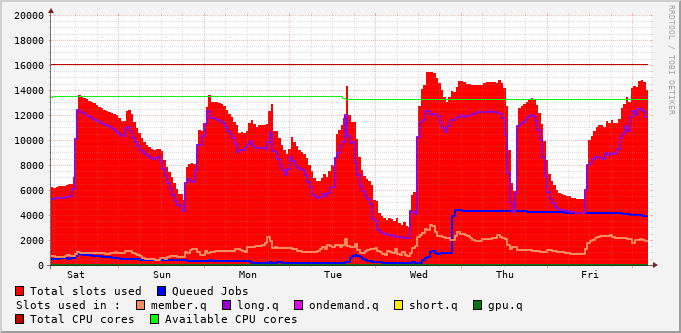 20000
18000
16000
14000
12000
10000
8000
6000
4000
2000
0
Sat Sun Mon Tue Wed Thu Fri
Total slots used Queued Jobs
Slots used in : member.q long.q ondemand.q short.q gpu.q
Total CPU cores Available CPU cores
RRDTOOL / TOBI OETIKER